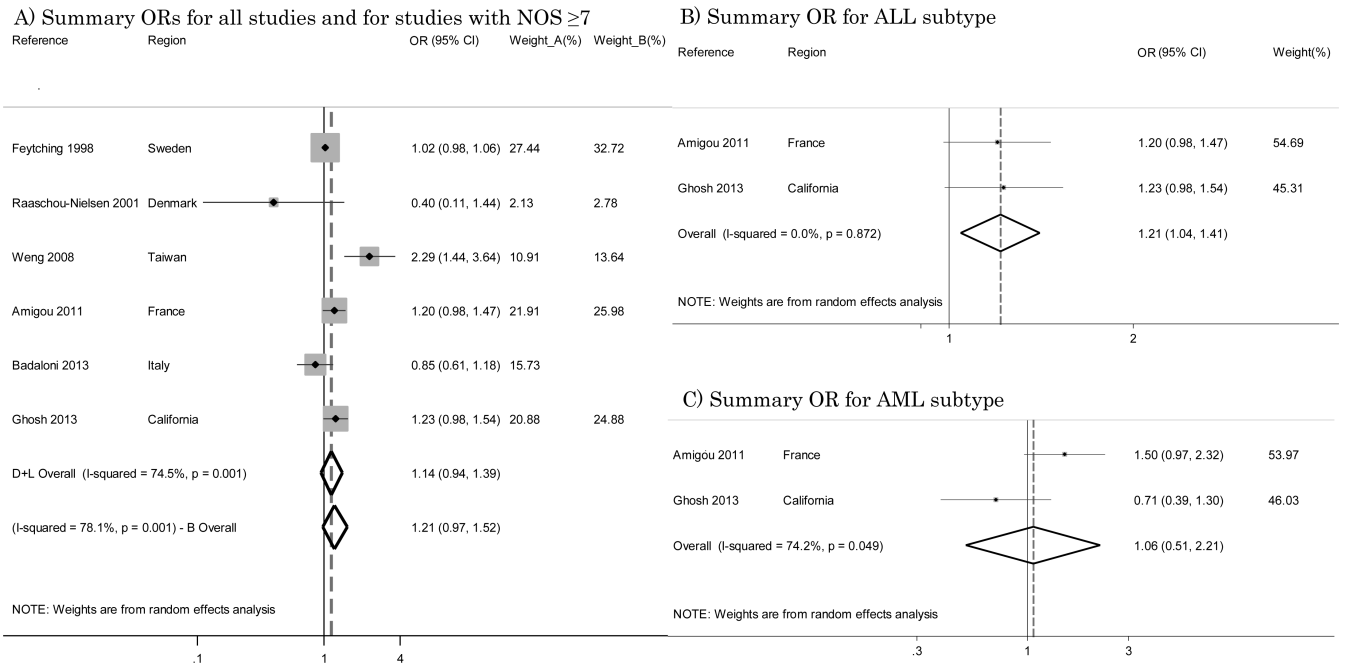 A) Summary ORs for all studies and for studies with NOS ≥7
Reference Region OR (95% CI) Weight_A(%) Weight_B(%)
Feytching 1998 Sweden 1.02 (0.98, 1.06) 27.44 32.72
Raaschou-Nielsen 2001 Denmark 0.40 (0.11, 1.44) 2.13 2.78
Weng 2008 Taiwan 2.29 (1.44, 3.64) 10.91 13.64
Amigou 2011 France 1.20 (0.98, 1.47) 21.91 25.98
Badaloni 2013 Italy 0.85 (0.61, 1.18) 15.73
Ghosh 2013 California 1.23 (0.98, 1.54) 20.88 24.88
D+L Overall (I-squared = 74.5%, p = 0.001) 1.14 (0.94, 1.39)
(I-squared = 78.1%, p = 0.001) - B Overall 1.21 (0.97, 1.52)
NOTE: Weights are from random effects analysis
.1 1 4
B) Summary OR for ALL subtype
Reference Region OR (95% CI) Weight(%)
Amigou 2011 France 1.20 (0.98, 1.47) 54.69
Ghosh 2013 California 1.23 (0.98, 1.54) 45.31
Overall (I-squared = 0.0%, p = 0.872) 1.21 (1.04, 1.41)
NOTE: Weights are from random effects analysis
1 2
C) Summary OR for AML subtype
Amigou 2011 France 1.50 (0.97, 2.32) 53.97
Ghosh 2013 California 0.71 (0.39, 1.30) 46.03
Overall (I-squared = 74.2%, p = 0.049) 1.06 (0.51, 2.21)
NOTE: Weights are from random effects analysis
.3 1 3